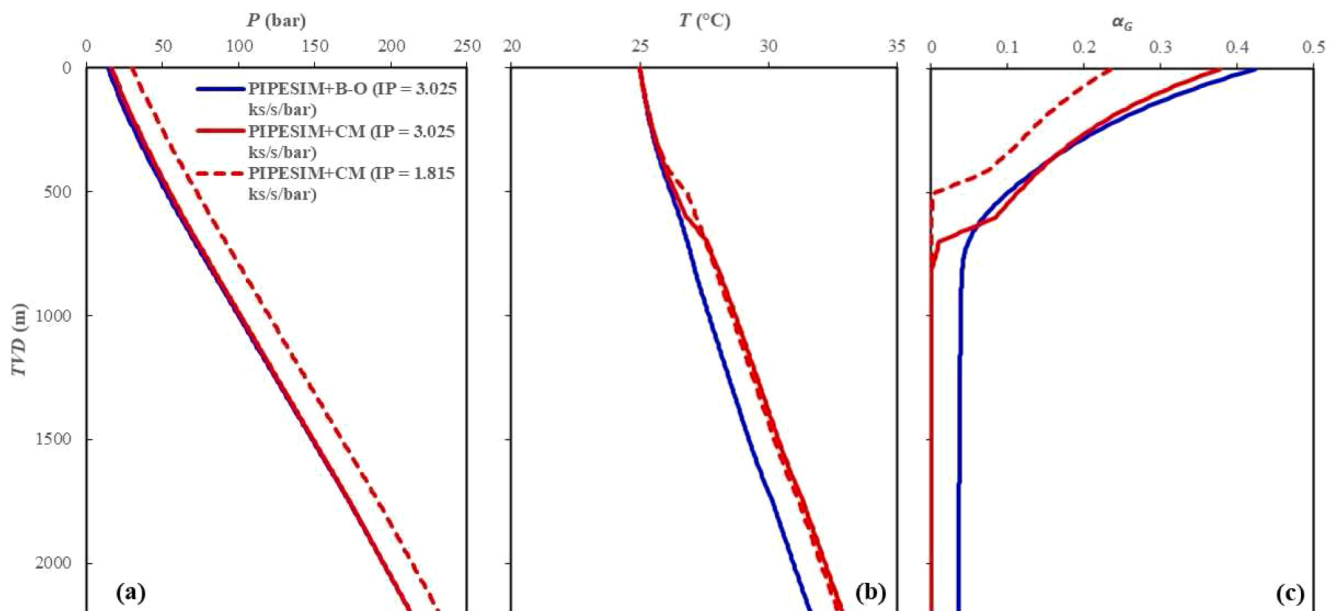 P (bar)
0 50 100 150 200 250
0
500
1000
1500
2000
TVD (m)
PIPESIM+B-O (IP = 3.025
ks/s/bar)
PIPESIM+CM (IP = 3.025
ks/s/bar)
PIPESIM+CM (IP = 1.815
ks/s/bar)
(a)
T (°C)
20 25 30 35
(b)
α_G
0 0.1 0.2 0.3 0.4 0.5
(c)